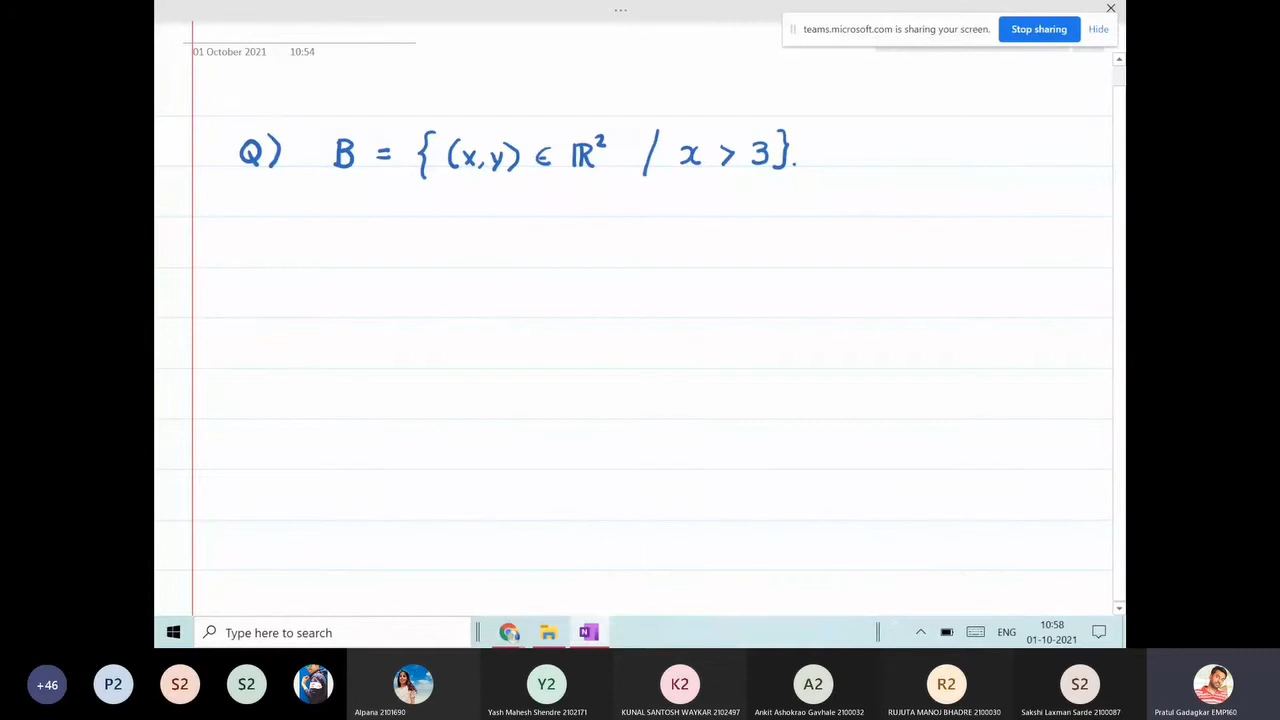 teams.microsoft.com is sharing your screen. Stop sharing Hide
01 October 2021 10:54
Q) B = { (x,y) ∈ ℝ² / x > 3}.
Type here to search
ENG
10:58
01-10-2021
+46 P2 S2 S2 Y2 K2 A2 R2 S2
Alpana 2101690 Yash Mahesh Shendre 2102171 KUNAL SANTOSH WAYKAR 2102497 Ankit Ashokrao Gavhale 2100032 RUJUTA MANOJ BHADRE 2100030 Sakshi Laxman Sarde 2100087 Pratul Gadagkar EMP160